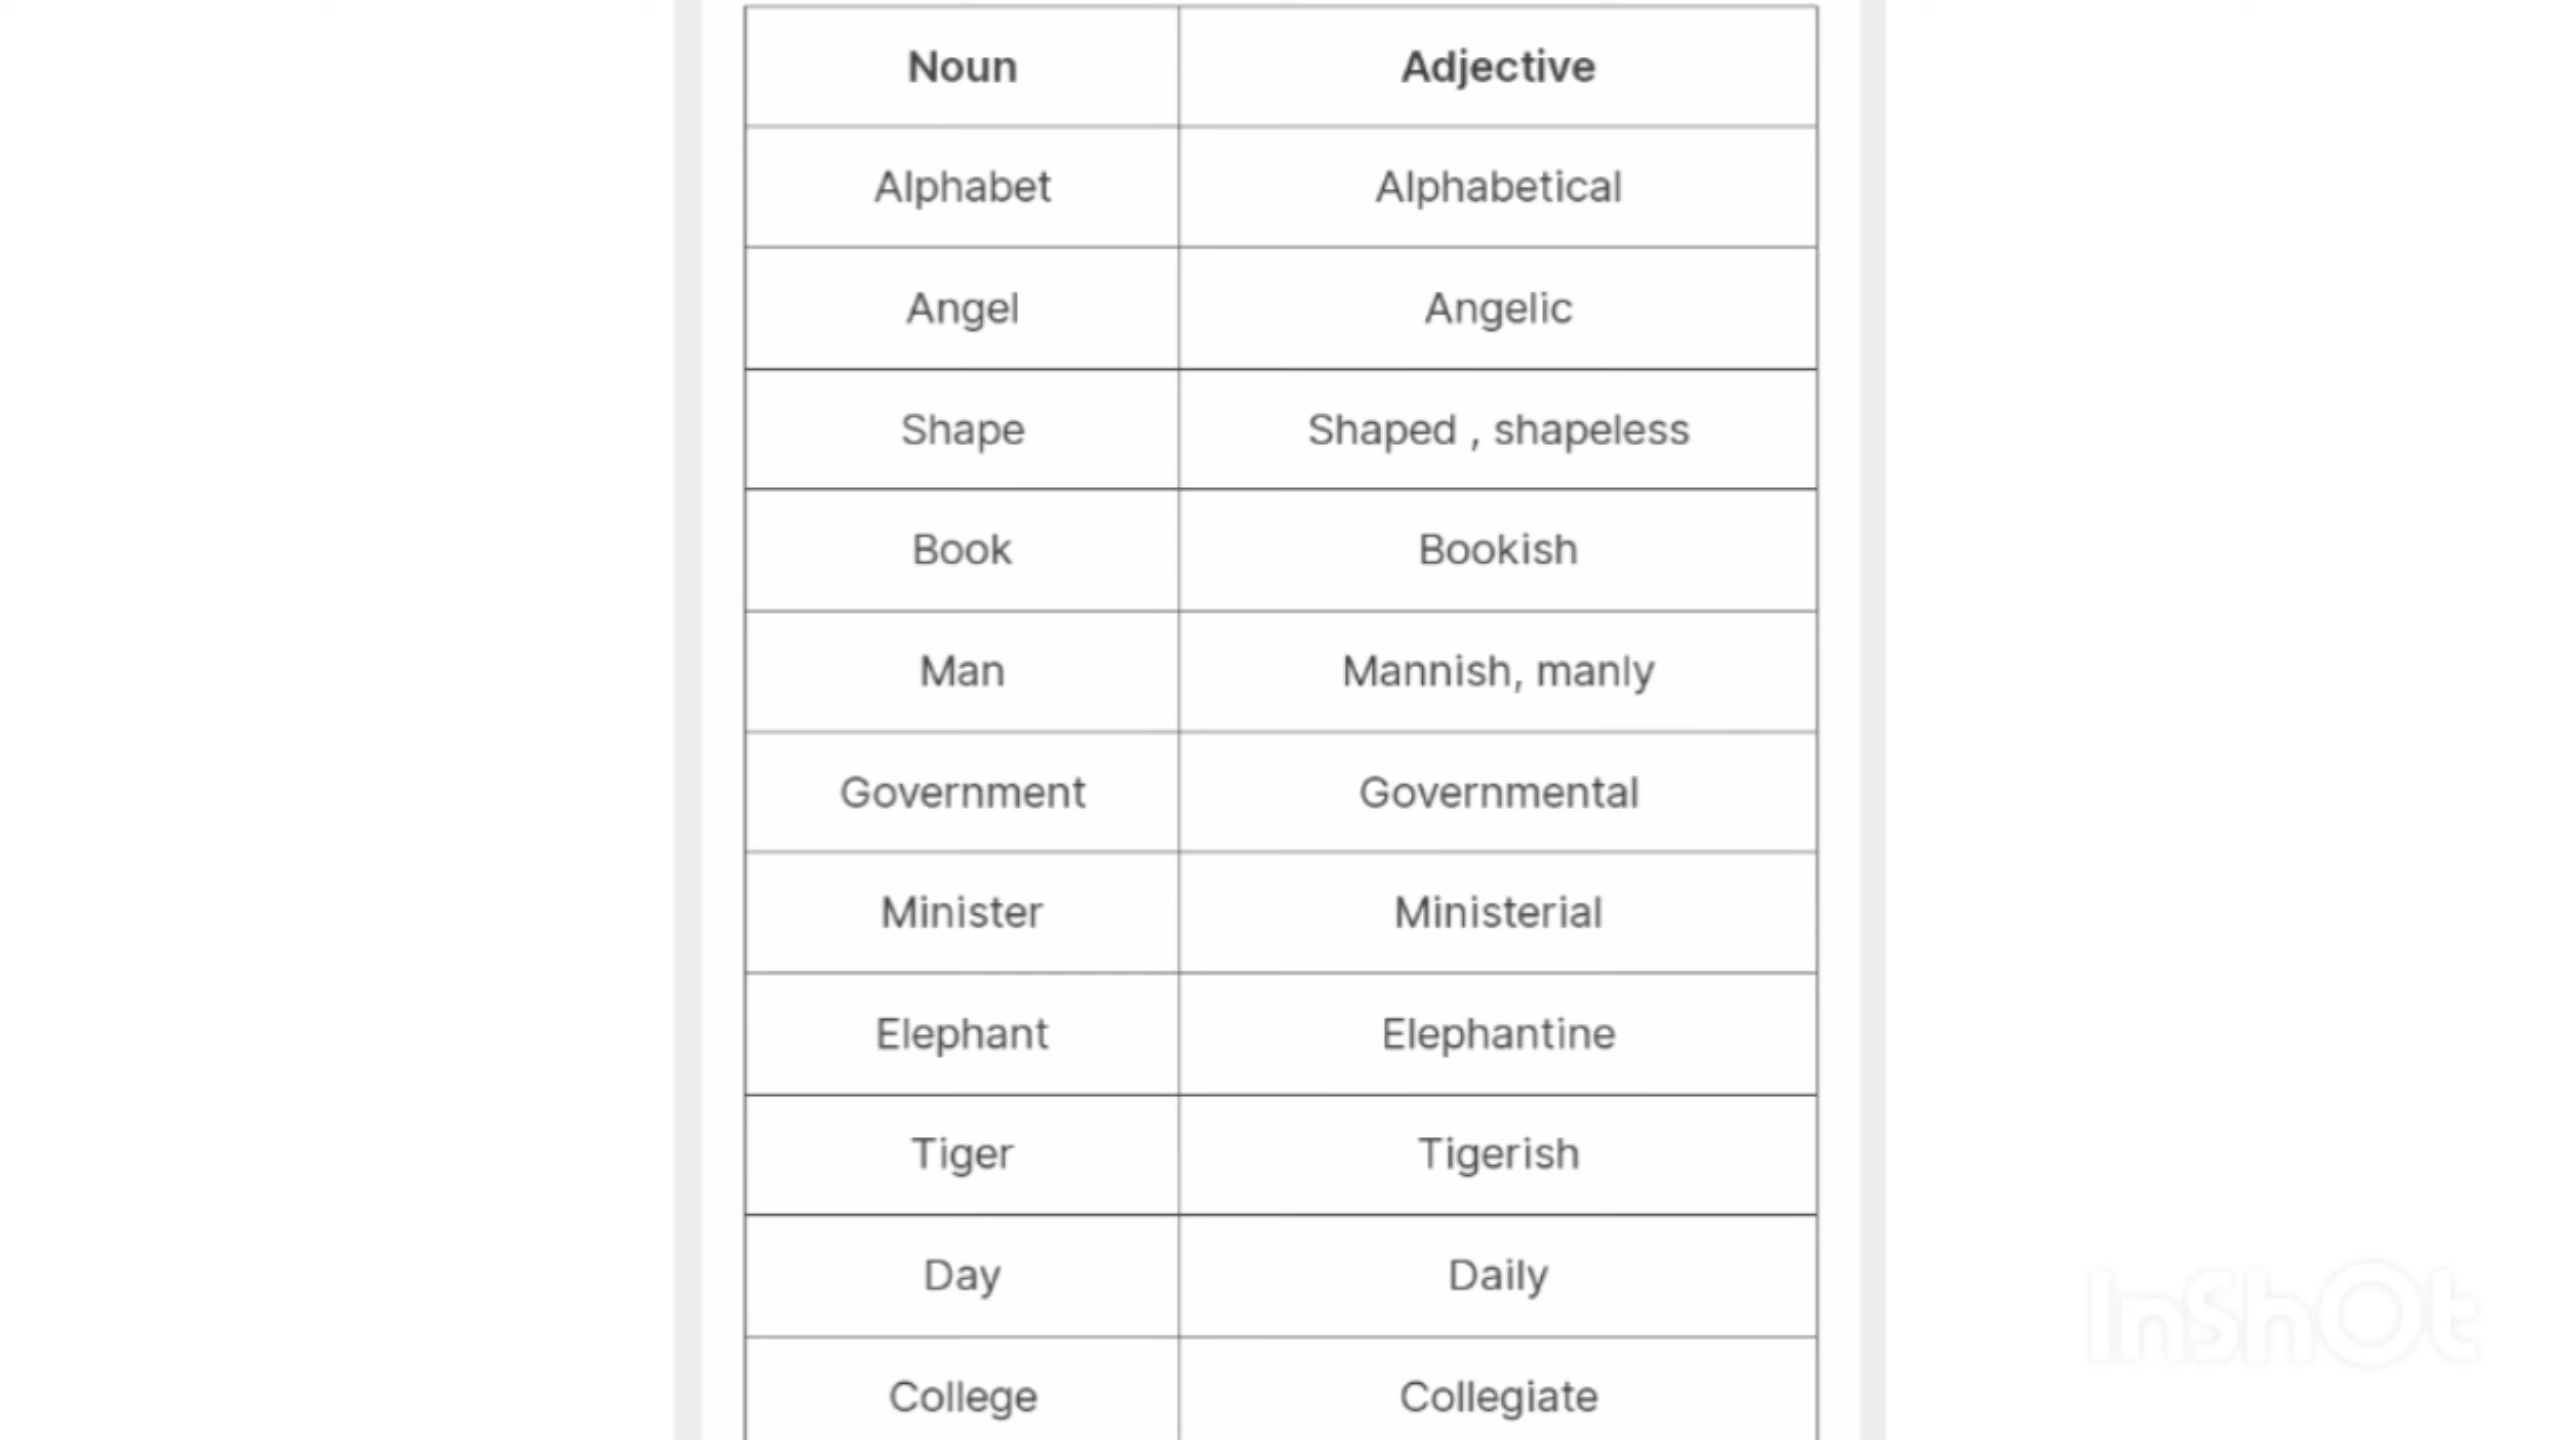 Noun Adjective
Alphabet Alphabetical
Angel Angelic
Shape Shaped , shapeless
Book Bookish
Man Mannish, manly
Government Governmental
Minister Ministerial
Elephant Elephantine
Tiger Tigerish
Day Daily
College Collegiate
InShOt